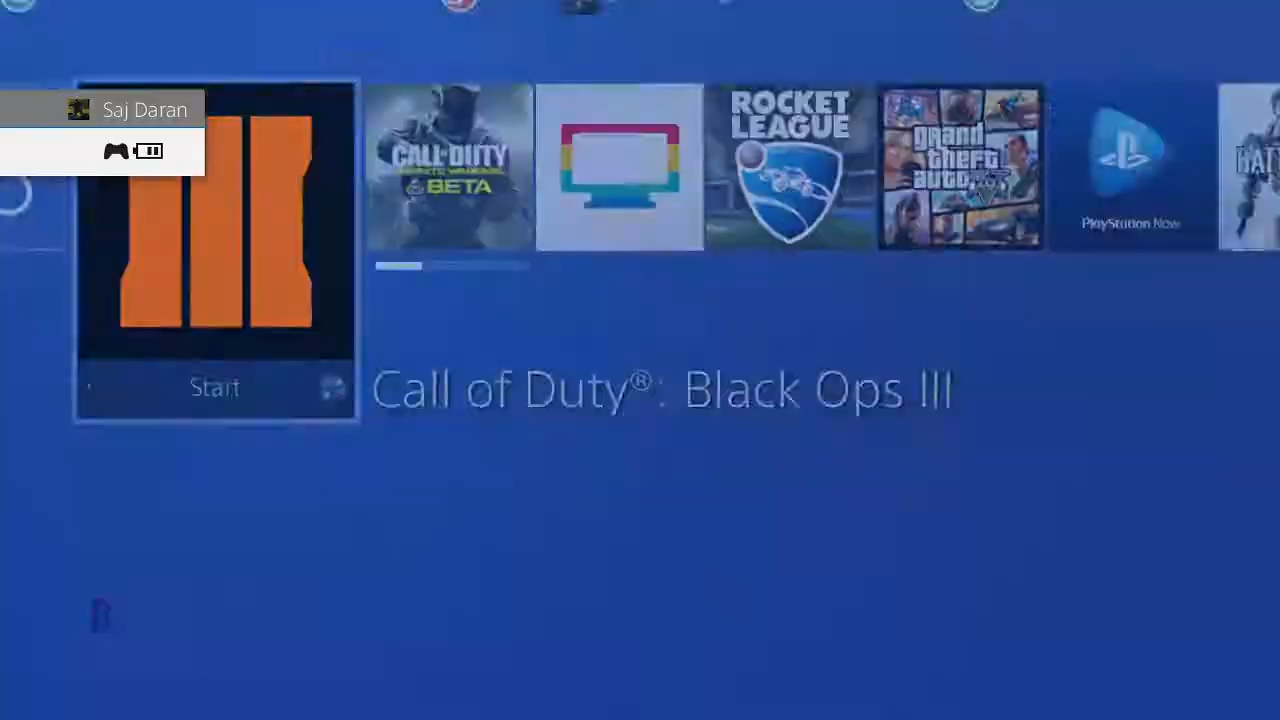 Saj Daran
CALL OF DUTY
BETA
ROCKET
LEAGUE
grand
theft
auto
PlayStation Now
Start
Call of Duty®: Black Ops III